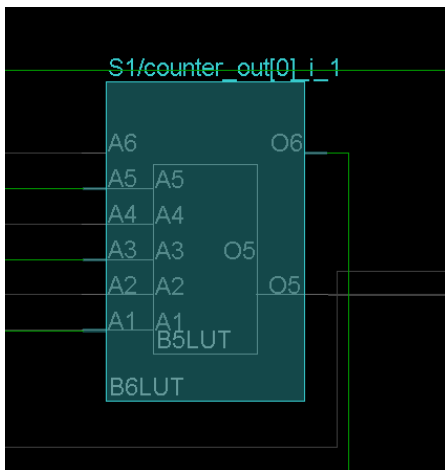 S1/counter_out[0]_i_1
A6 O6
A5 A5
A4 A4
A3 A3 O5
A2 A2 O5
A1 A1
B5LUT
B6LUT